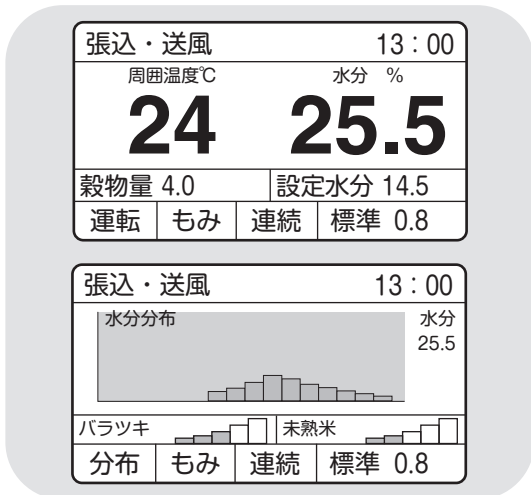 張込・送風 13：00
周囲温度℃ 水分 %
24 25.5
穀物量 4.0 設定水分 14.5
運転 もみ 連続 標準 0.8
張込・送風 13：00
水分分布 水分
25.5
バラツキ 未熟米
分布 もみ 連続 標準 0.8